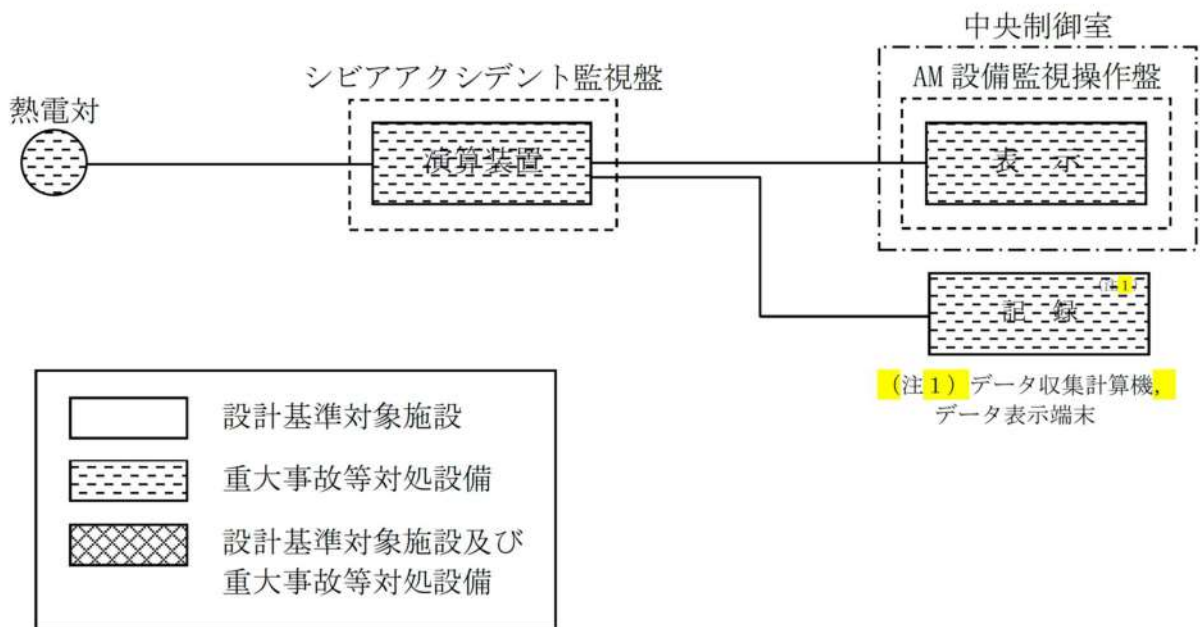 中央制御室
シビアアクシデント監視盤
AM 設備監視操作盤
熱電対
演算装置
表 示
(注1)
記 録
(注1)データ収集計算機,
データ表示端末
設計基準対象施設
重大事故等対処設備
設計基準対象施設及び
重大事故等対処設備